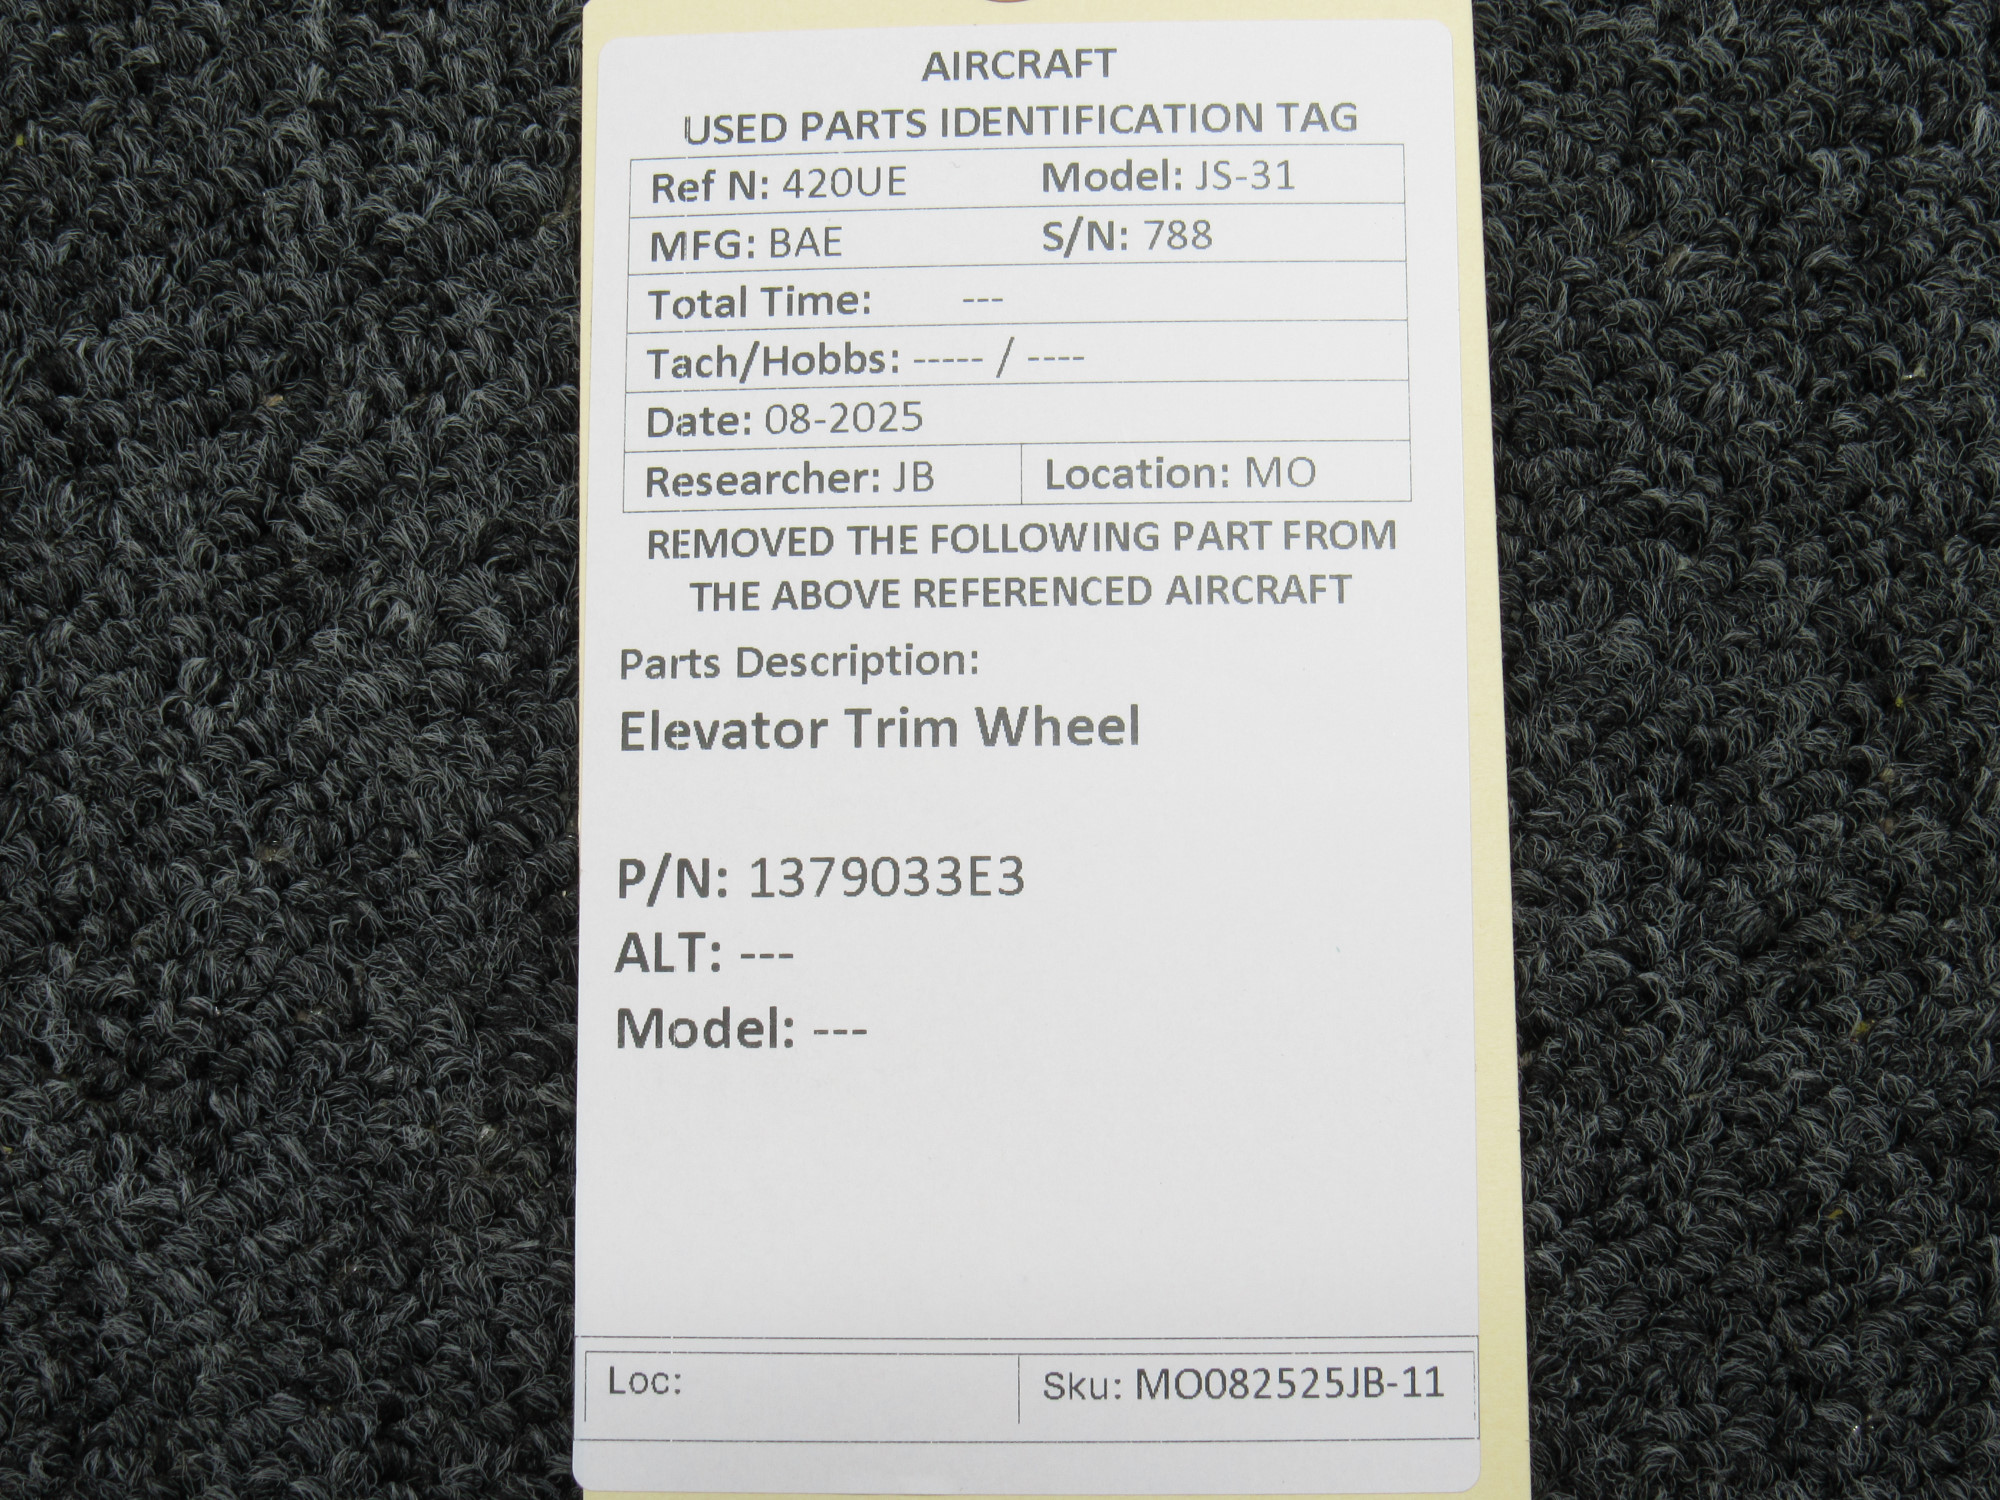 AIRCRAFT
USED PARTS IDENTIFICATION TAG
Ref N: 420UE Model: JS-31
MFG: BAE S/N: 788
Total Time: ---
Tach/Hobbs: ----- / ----
Date: 08-2025
Researcher: JB Location: MO
REMOVED THE FOLLOWING PART FROM
THE ABOVE REFERENCED AIRCRAFT
Parts Description:
Elevator Trim Wheel
P/N: 1379033E3
ALT: ---
Model: ---
Loc: Sku: MO082525JB-11